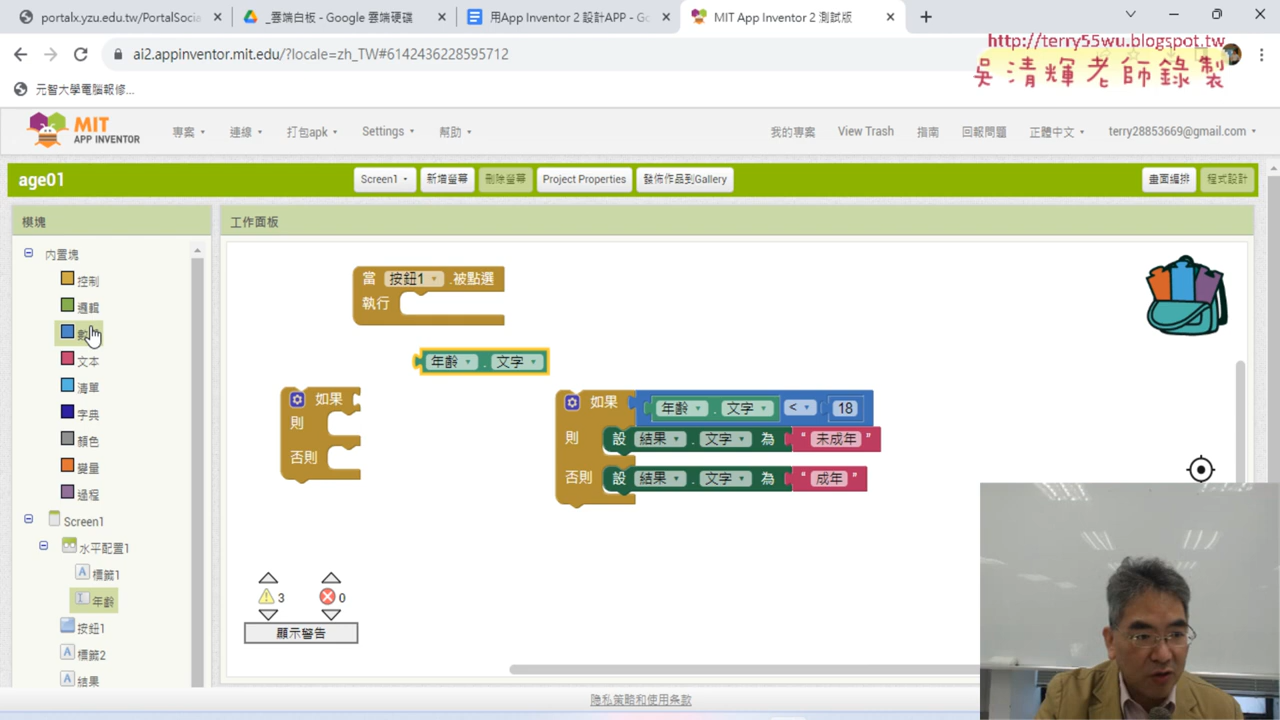 portalx.yzu.edu.tw/PortalSocia
_雲端白板 - Google 雲端硬碟
用App Inventor 2 設計APP - Go
MIT App Inventor 2 測試版
ai2.appinventor.mit.edu/?locale=zh_TW#6142436228595712
http://terry55wu.blogspot.tw
吳清輝老師錄製
元智大學電腦報修...
MIT
APP INVENTOR
專案
連線
打包apk
Settings
幫助
我的專案
View Trash
指南
回報問題
正體中文
terry28853669@gmail.com
age01
Screen1
新增螢幕
刪除螢幕
Project Properties
發佈作品到Gallery
畫面編排
程式設計
模塊
工作面板
內置塊
控制
邏輯
文本
清單
字典
顏色
變量
過程
Screen1
水平配置1
標籤1
年齡
按鈕1
標籤2
結果
當 按鈕1 .被點選
執行
年齡 . 文字
如果
則
否則
如果 年齡 . 文字 < 18
則 設 結果 . 文字 為 “ 未成年 ”
否則 設 結果 . 文字 為 “ 成年 ”
3
0
顯示警告
隐私策略和使用条款